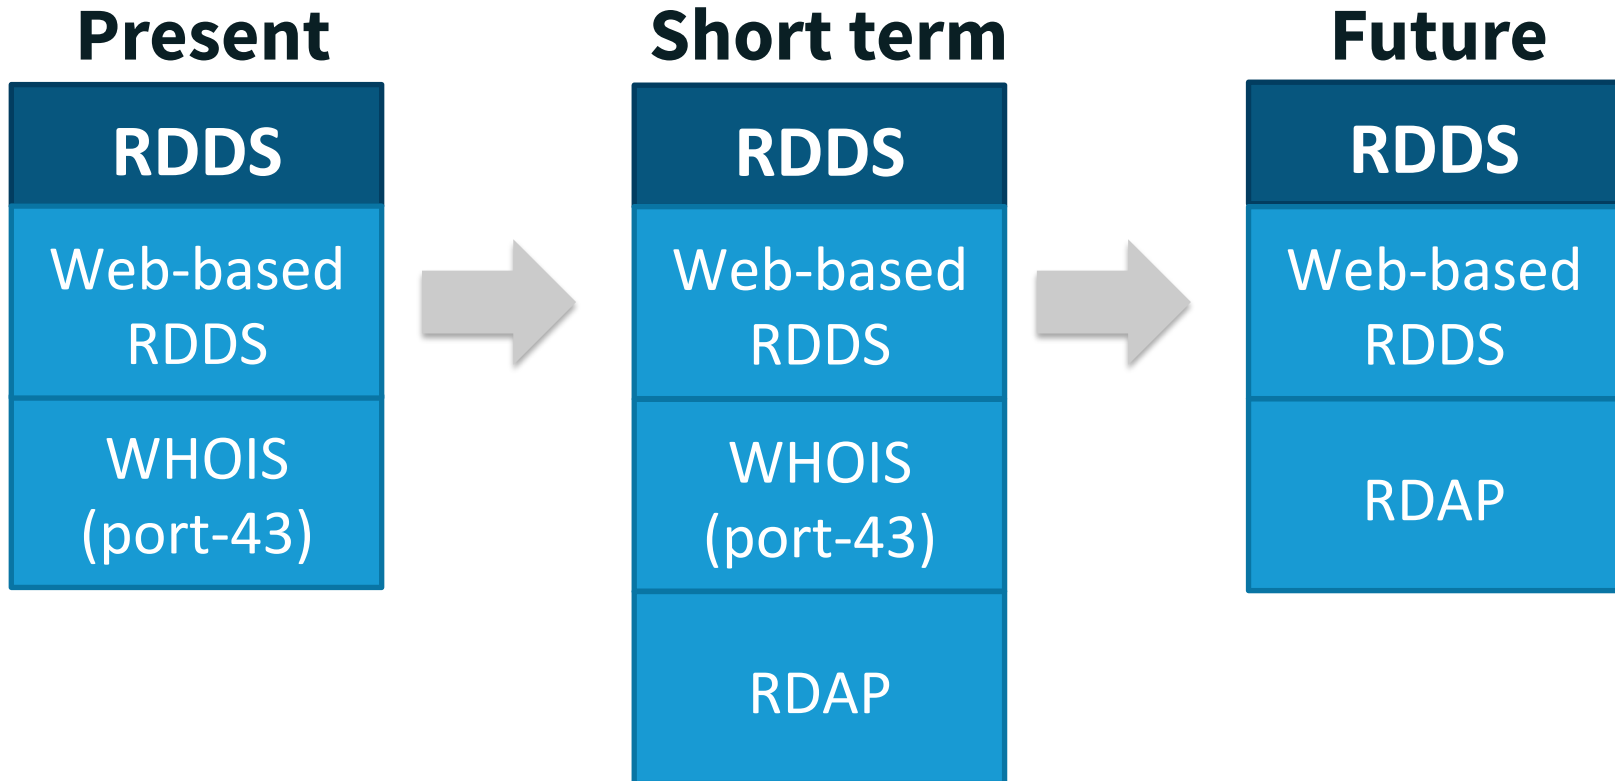 Present
RDDS
Web-based
RDDS
WHOIS
(port-43)
Short term
RDDS
Web-based
RDDS
WHOIS
(port-43)
RDAP
Future
RDDS
Web-based
RDDS
RDAP